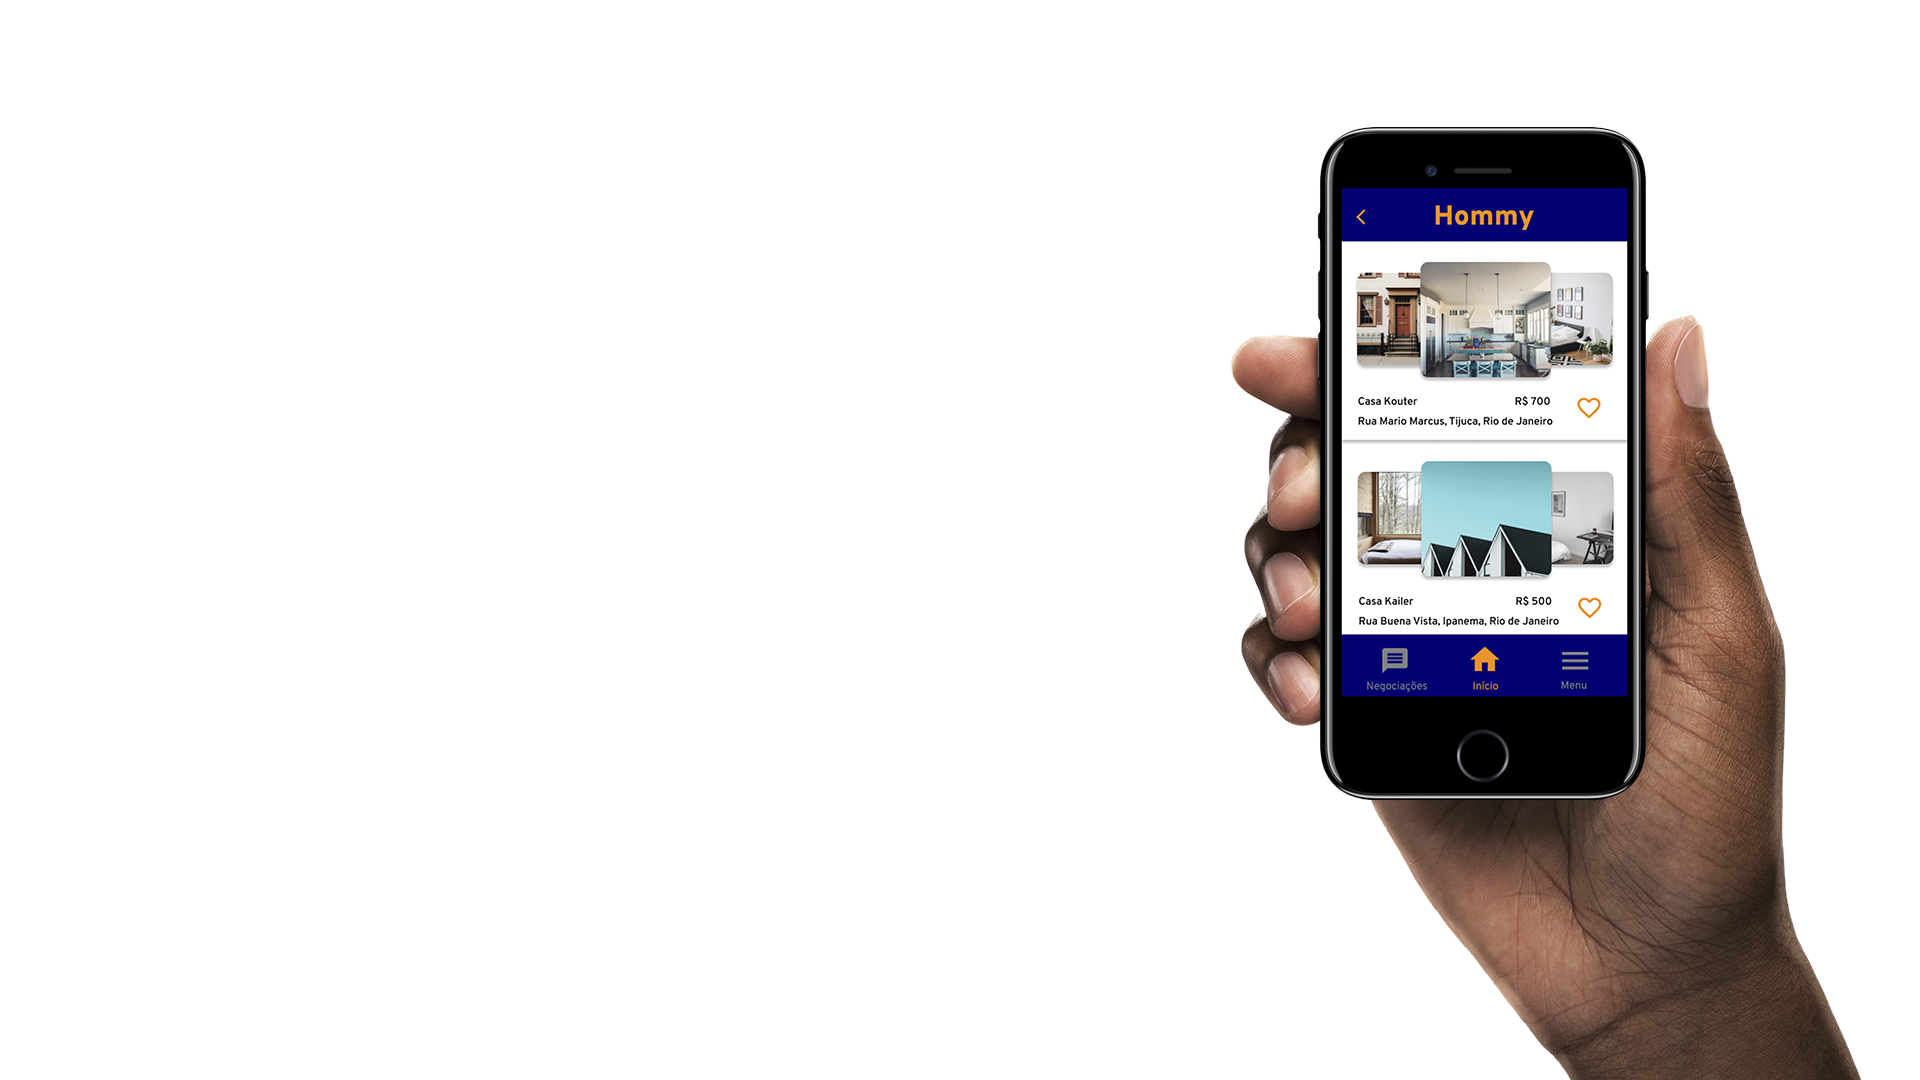 Hommy
Casa Kouter R$ 700
Rua Mario Marcus, Tijuca, Rio de Janeiro
Casa Kailer R$ 500
Rua Buena Vista, Ipanema, Rio de Janeiro
Negociações Início Menu